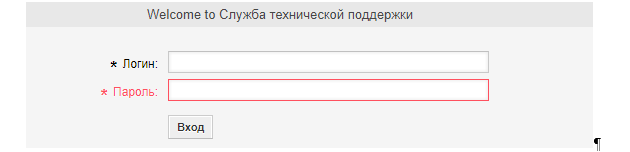 Welcome to Служба технической поддержки
* Логин:
* Пароль:
Вход
¶